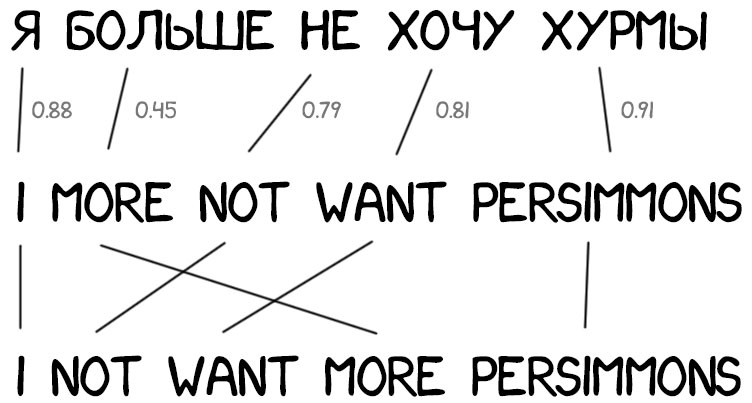 Я БОЛЬШЕ НЕ ХОЧУ ХУРМЫ
0.88 0.45 0.79 0.81 0.91
I MORE NOT WANT PERSIMMONS
I NOT WANT MORE PERSIMMONS